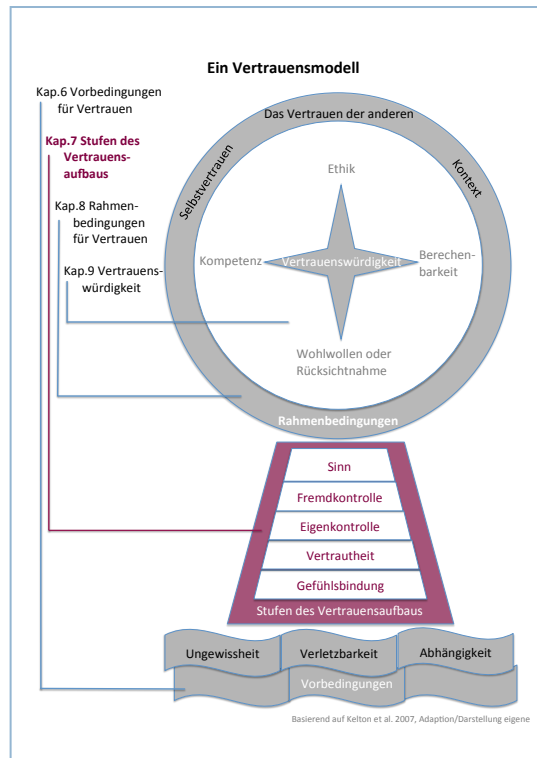 Ein Vertrauensmodell
Kap.6 Vorbedingungen
für Vertrauen
Kap.7 Stufen des
Vertrauens-
aufbaus
Kap.8 Rahmen-
bedingungen
für Vertrauen
Kap.9 Vertrauens-
würdigkeit
Das Vertrauen der anderen
Selbstvertrauen
Kontext
Ethik
Kompetenz
Vertrauenswürdigkeit
Berechen-
barkeit
Wohlwollen oder
Rücksichtnahme
Rahmenbedingungen
Sinn
Fremdkontrolle
Eigenkontrolle
Vertrautheit
Gefühlsbindung
Stufen des Vertrauensaufbaus
Ungewissheit
Verletzbarkeit
Abhängigkeit
Vorbedingungen
Basierend auf Kelton et al. 2007, Adaption/Darstellung eigene